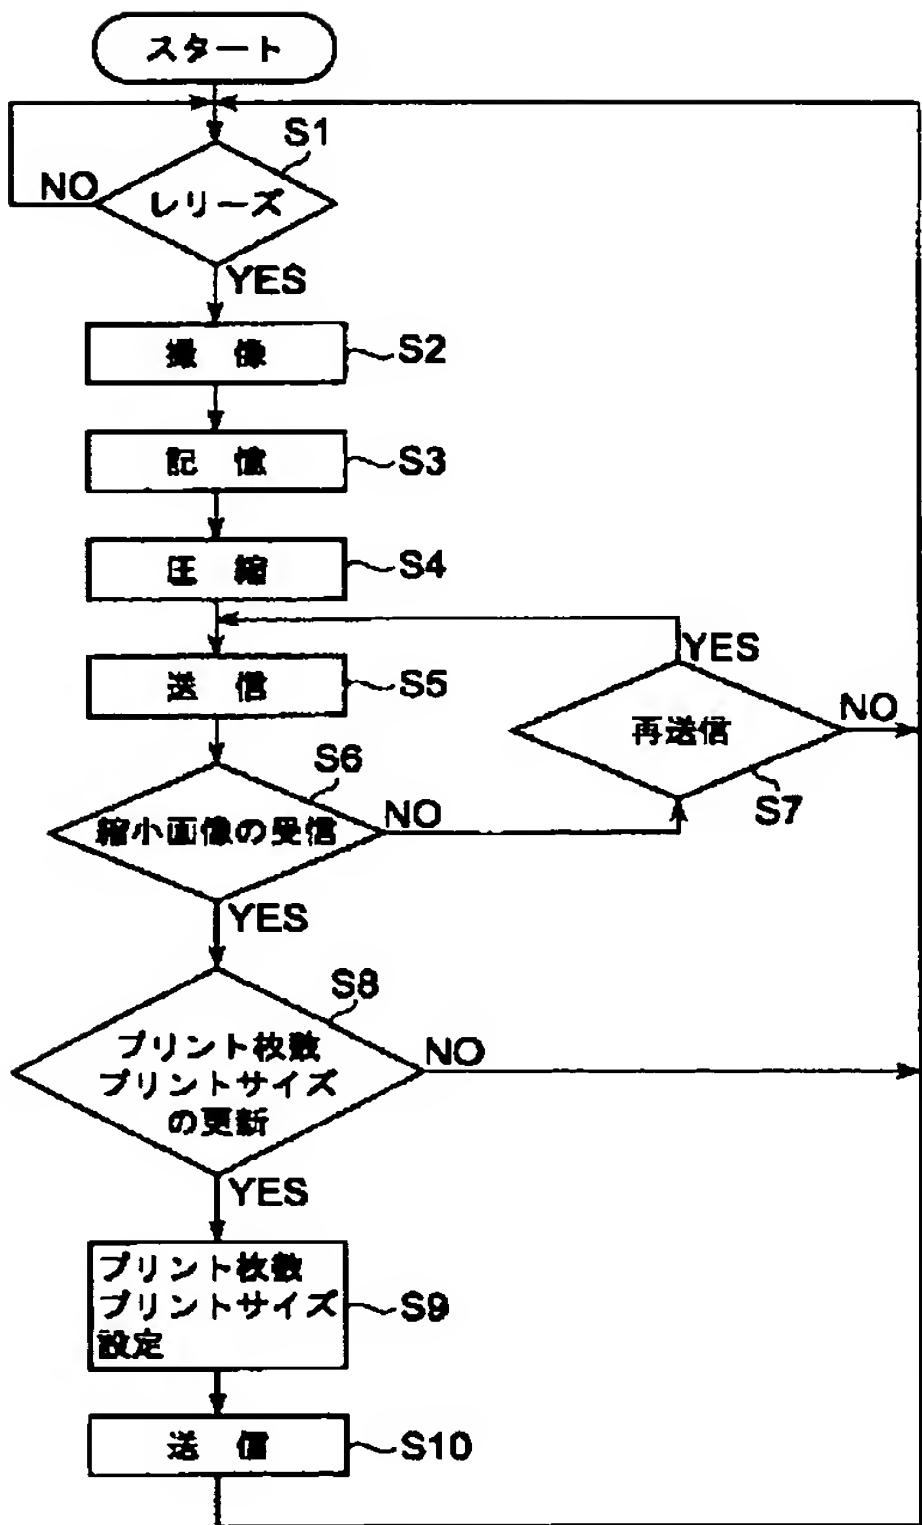 スタート
S1
NO
レリーズ
YES
撮 像
S2
記 憶
S3
圧 縮
S4
送 信
S5
YES
再送信
NO
S7
S6
縮小画像の受信
NO
YES
S8
プリント枚数
プリントサイズ
の更新
NO
YES
プリント枚数
プリントサイズ
設定
S9
送 信
S10